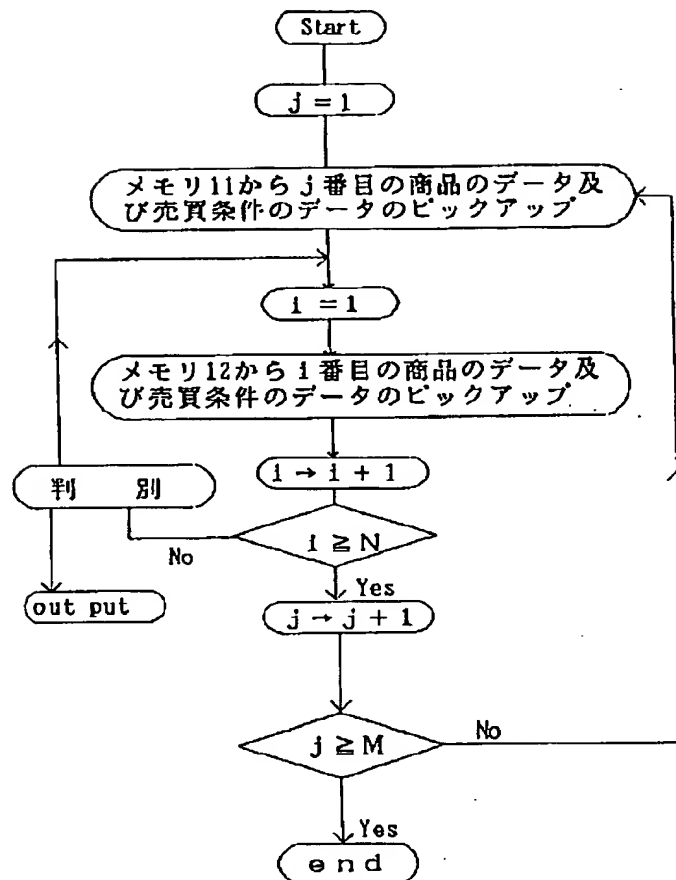 Start
j = 1
メモリ11からj番目の商品のデータ及
び売買条件のデータのピックアップ
i = 1
メモリ12からi番目の商品のデータ及
び売買条件のデータのピックアップ
i → i + 1
判 別
i ≧ N
No
Yes
out put
j → j + 1
j ≧ M
No
Yes
end